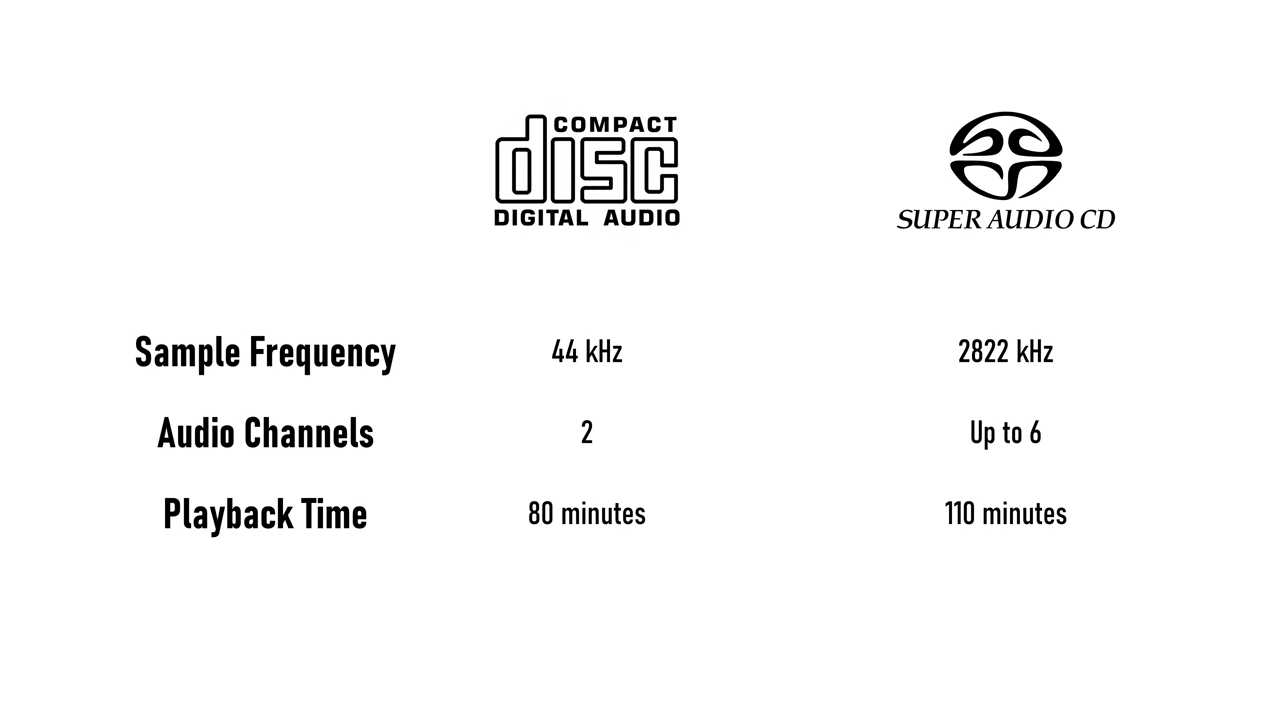 COMPACT
disc
DIGITAL AUDIO
SUPER AUDIO CD
Sample Frequency 44 kHz 2822 kHz
Audio Channels 2 Up to 6
Playback Time 80 minutes 110 minutes